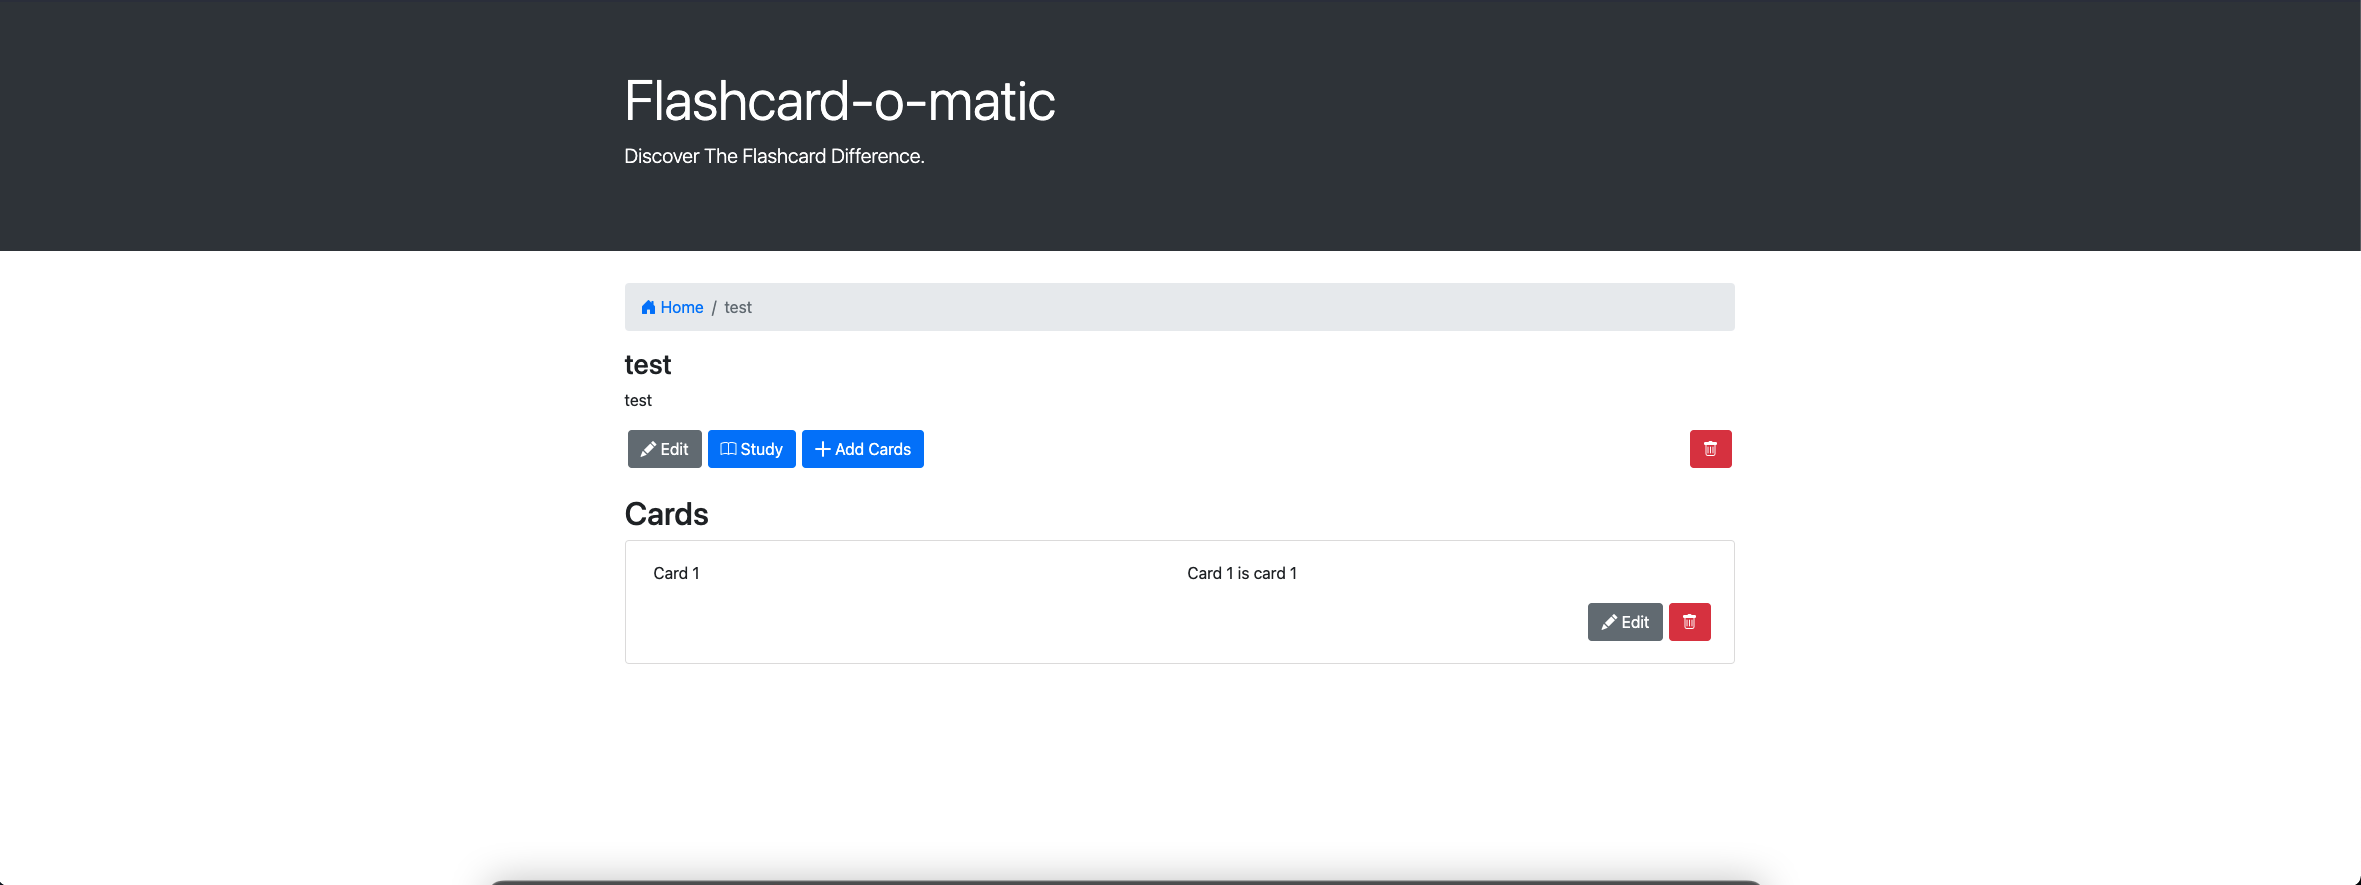 Flashcard-o-matic
Discover The Flashcard Difference.
Home / test
test
test
Edit Study Add Cards
Cards
Card 1 Card 1 is card 1
Edit